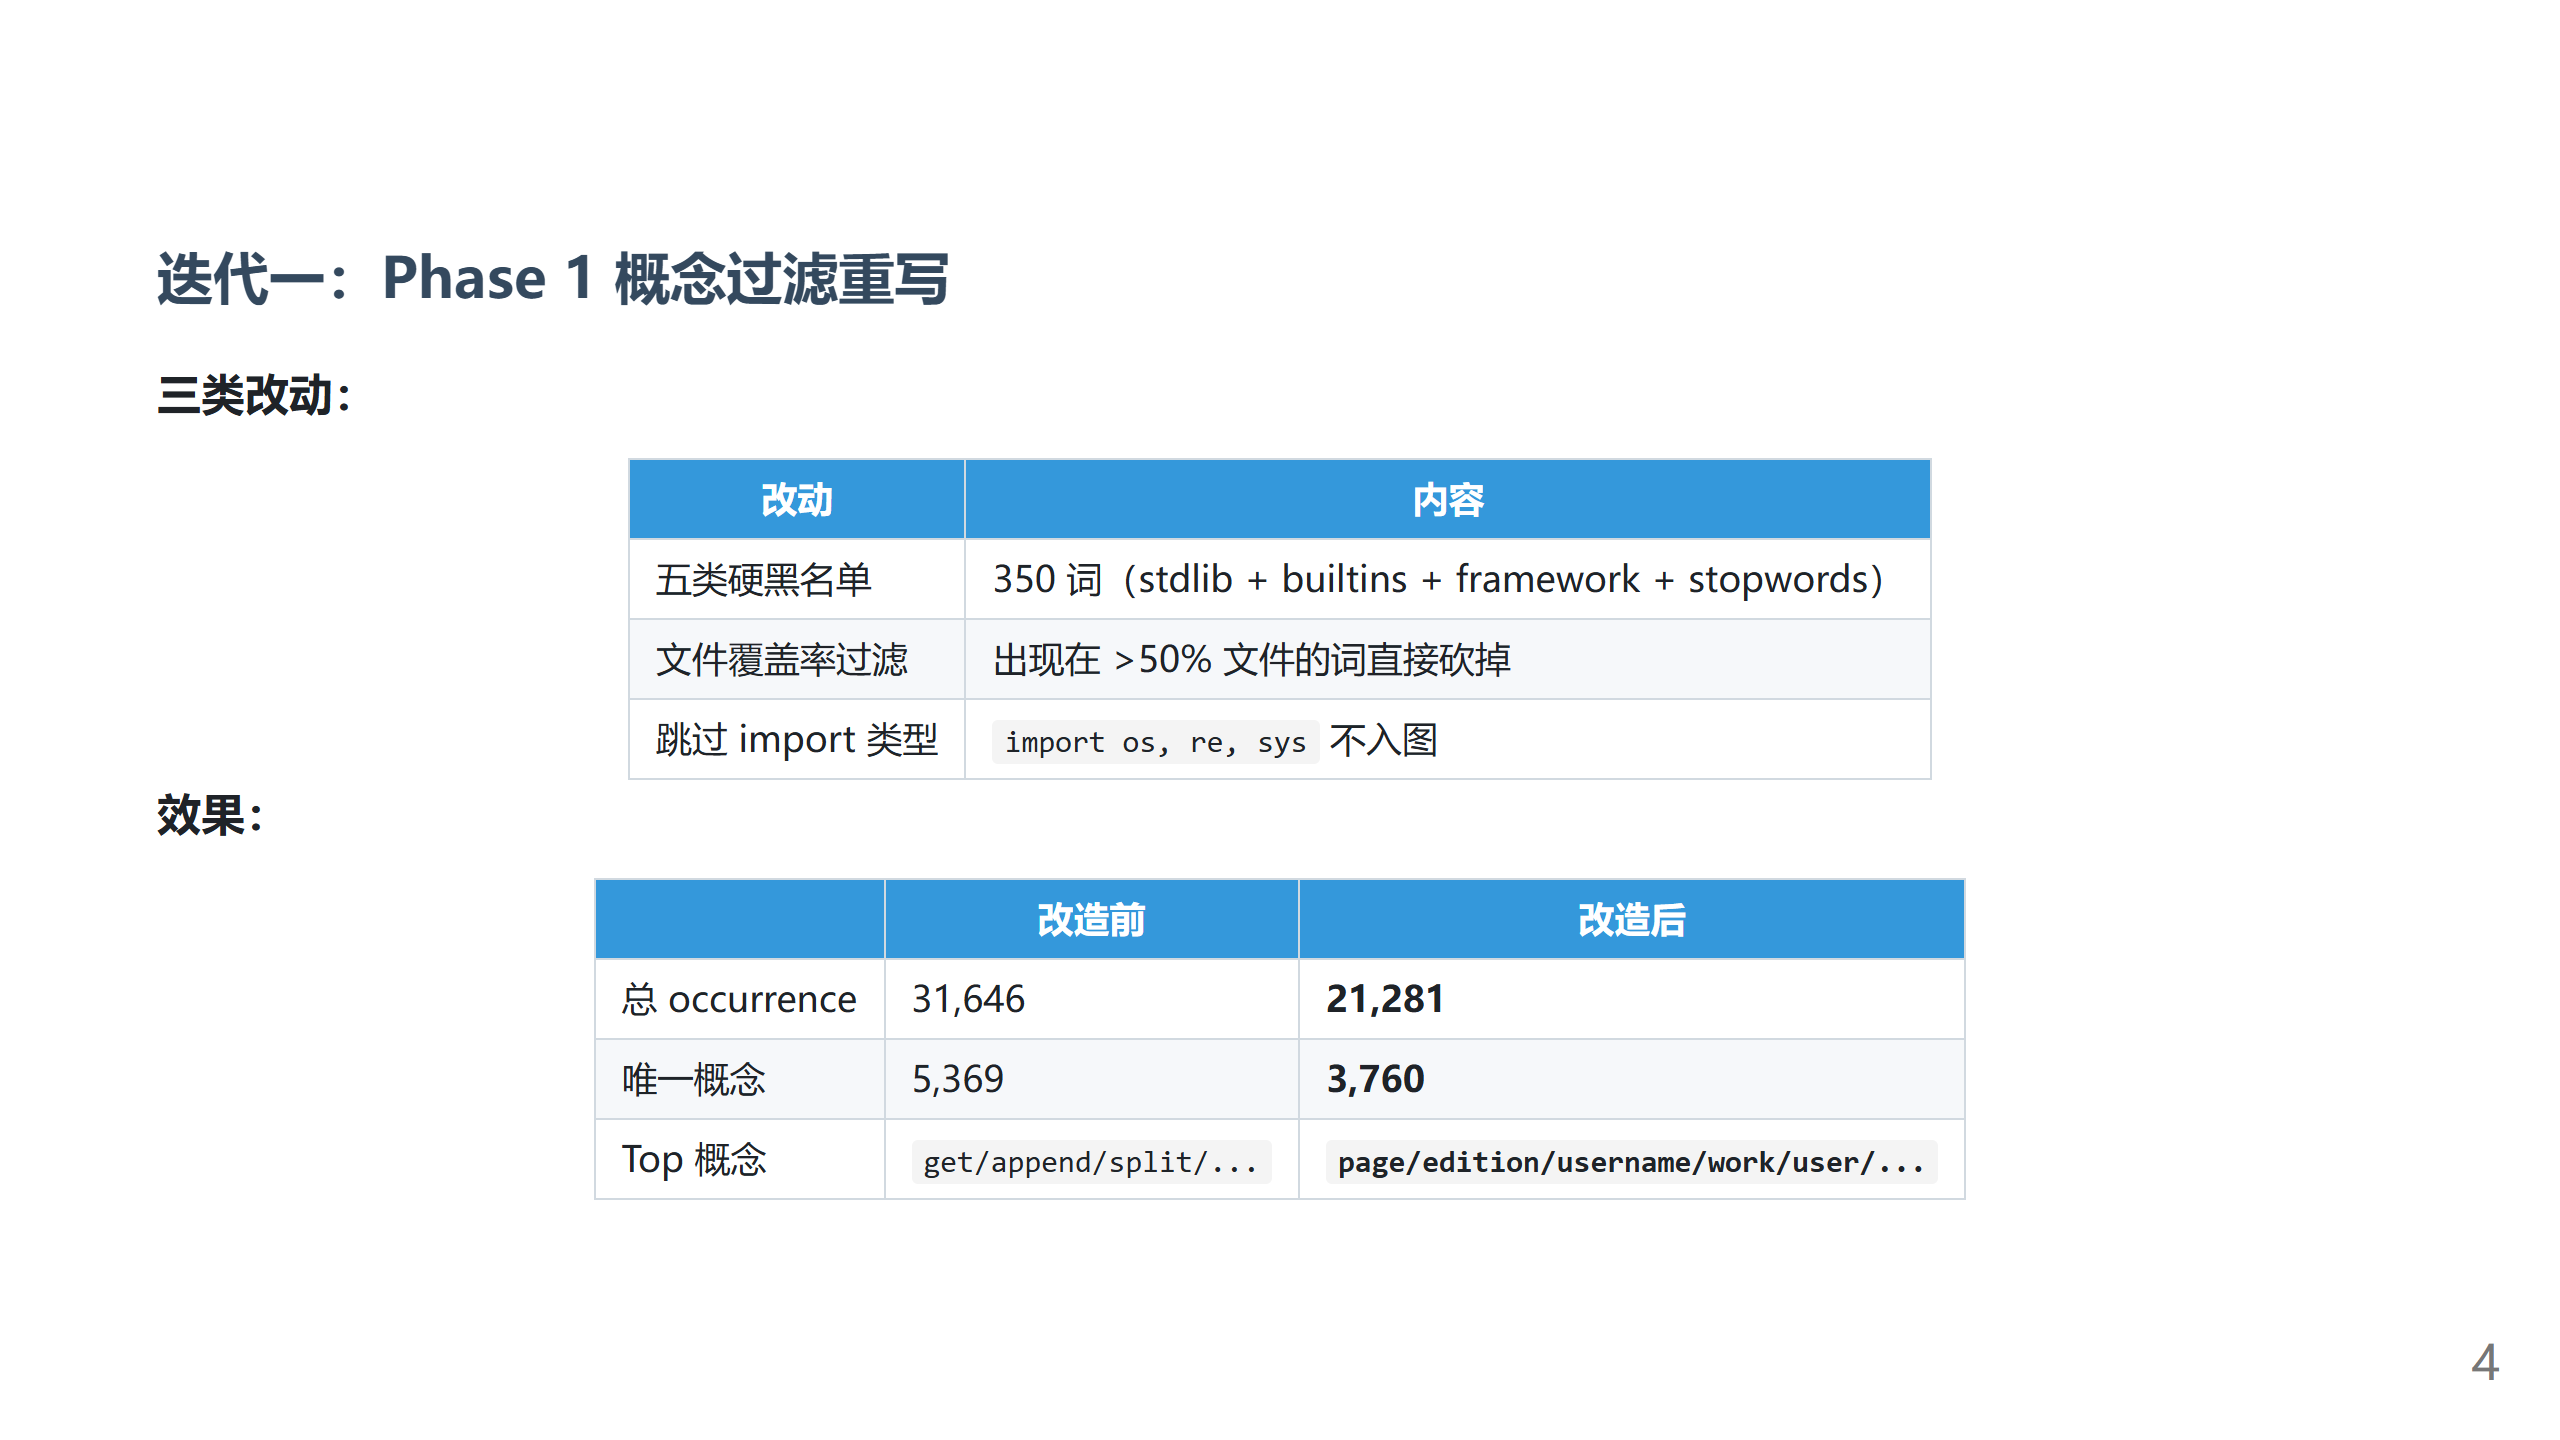 迭代一：Phase 1 概念过滤重写
三类改动：
改动 内容
五类硬黑名单 350 词（stdlib + builtins + framework + stopwords）
文件覆盖率过滤 出现在 >50% 文件的词直接砍掉
跳过 import 类型 import os, re, sys 不入图
效果：
改造前 改造后
总 occurrence 31,646 21,281
唯一概念 5,369 3,760
Top 概念 get/append/split/... page/edition/username/work/user/...
4